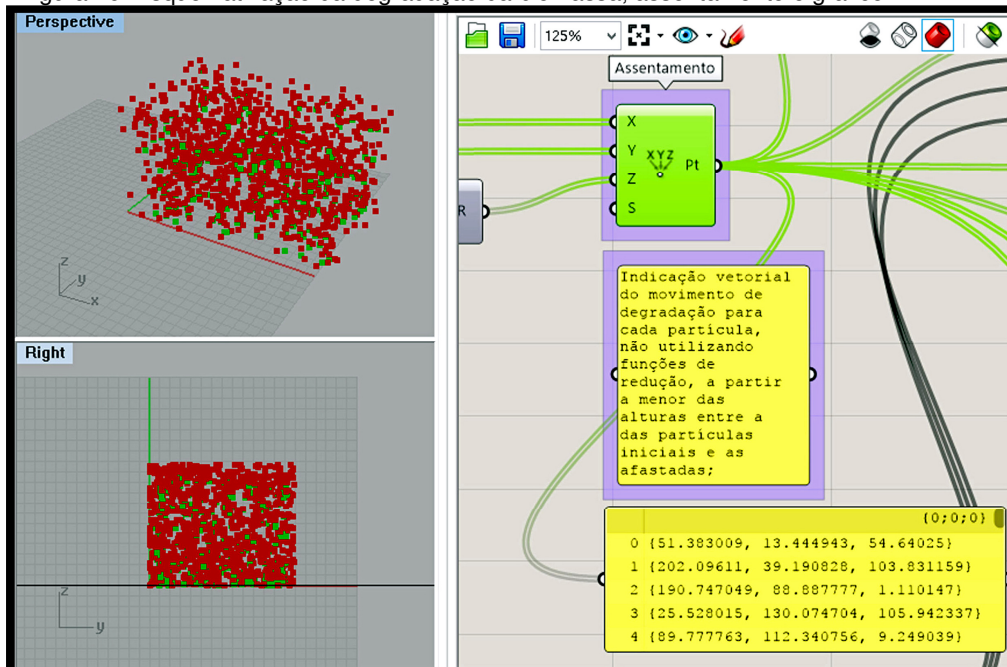 Perspective
z
y
x
Right
z
y
125%
Assentamento
X
Y
Z
S
XYZ
Pt
R
Indicação vetorial
do movimento de
degradação para
cada partícula,
não utilizando
funções de
redução, a partir
a menor das
alturas entre a
das partículas
iniciais e as
afastadas;
{0;0;0}
0 {51.383009, 13.444943, 54.64025}
1 {202.09611, 39.190828, 103.831159}
2 {190.747049, 88.887777, 1.110147}
3 {25.528015, 130.074704, 105.942337}
4 {89.777763, 112.340756, 9.249039}